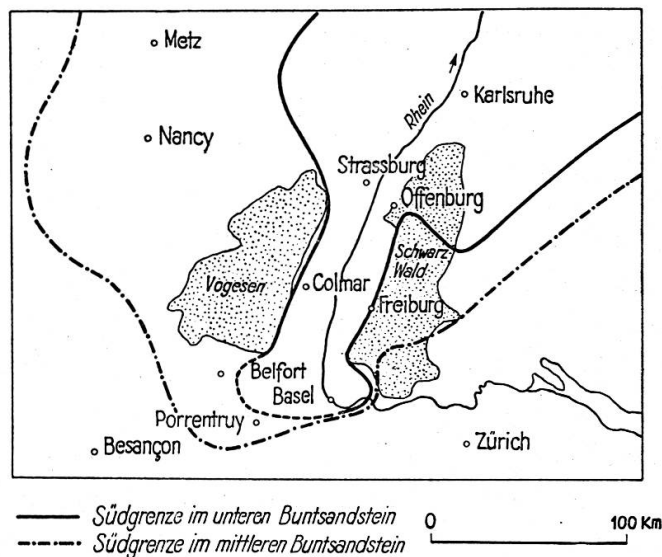 Metz
Karlsruhe
Rhein
Nancy
Strassburg
Offenburg
Vogesen
Colmar
Schwarz-
Wald
Freiburg
Belfort
Basel
Porrentruy
Besançon
Zürich
Südgrenze im unteren Buntsandstein
0 100 Km
Südgrenze im mittleren Buntsandstein